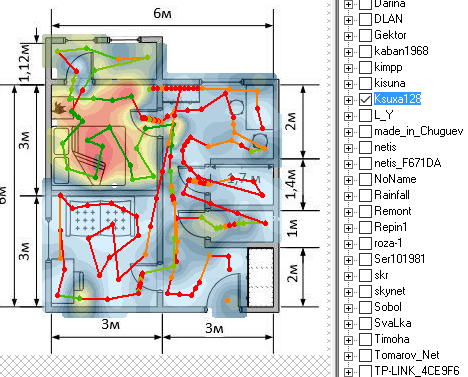 6м
1,12м
3м
6м
3м
2м
1,7 м
1,4м
1м
2м
3м
3м
Darina
DLAN
Gektor
kaban1968
kimpp
kisuna
Ksuxa128
L_Y
made_in_Chuguev
netis
netis_F671DA
NoName
Rainfall
Remont
Repin1
roza-1
Ser101981
skr
skynet
Sobol
SvaLka
Timoha
Tomarov_Net
TP-LINK_4CE9F6